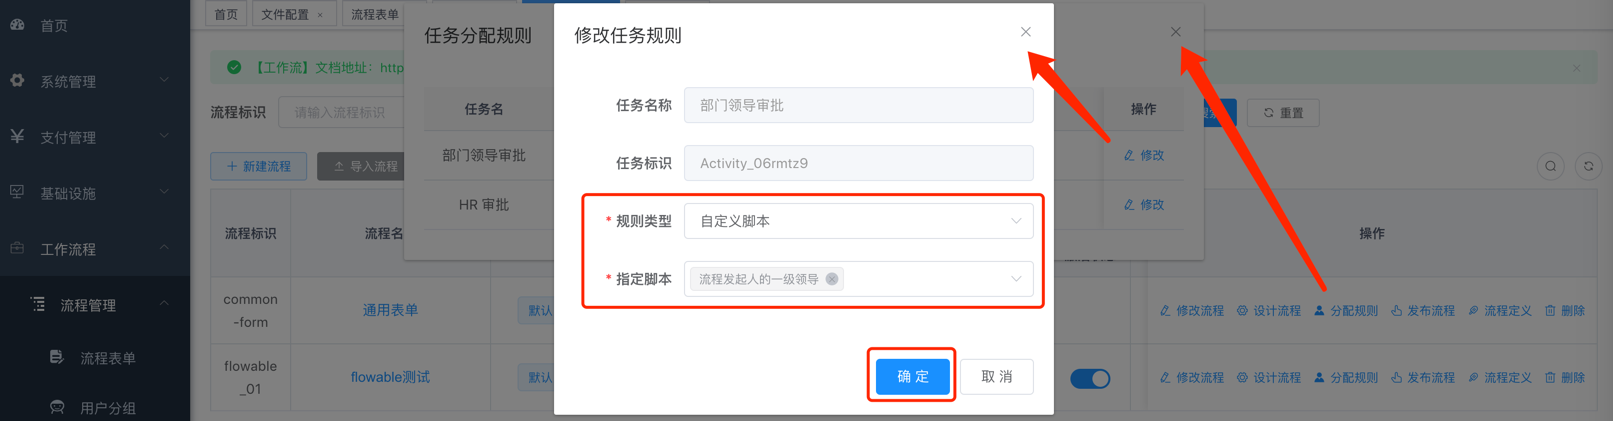 首页
系统管理
支付管理
基础设施
工作流程
流程管理
流程表单
用户分组
首页
文件配置 ×
流程表单
【工作流】文档地址：http
流程标识
请输入流程标识
重置
+ 新建流程
导入流程
流程标识
流程名
操作
common
-form
通用表单
默认
修改流程 设计流程 分配规则 发布流程 流程定义 删除
flowable
_01
flowable测试
默认
修改流程 设计流程 分配规则 发布流程 流程定义 删除
任务分配规则
任务名
操作
部门领导审批
修改
HR 审批
修改
修改任务规则
任务名称
部门领导审批
任务标识
Activity_06rmtz9
* 规则类型
自定义脚本
* 指定脚本
流程发起人的一级领导
确 定
取 消